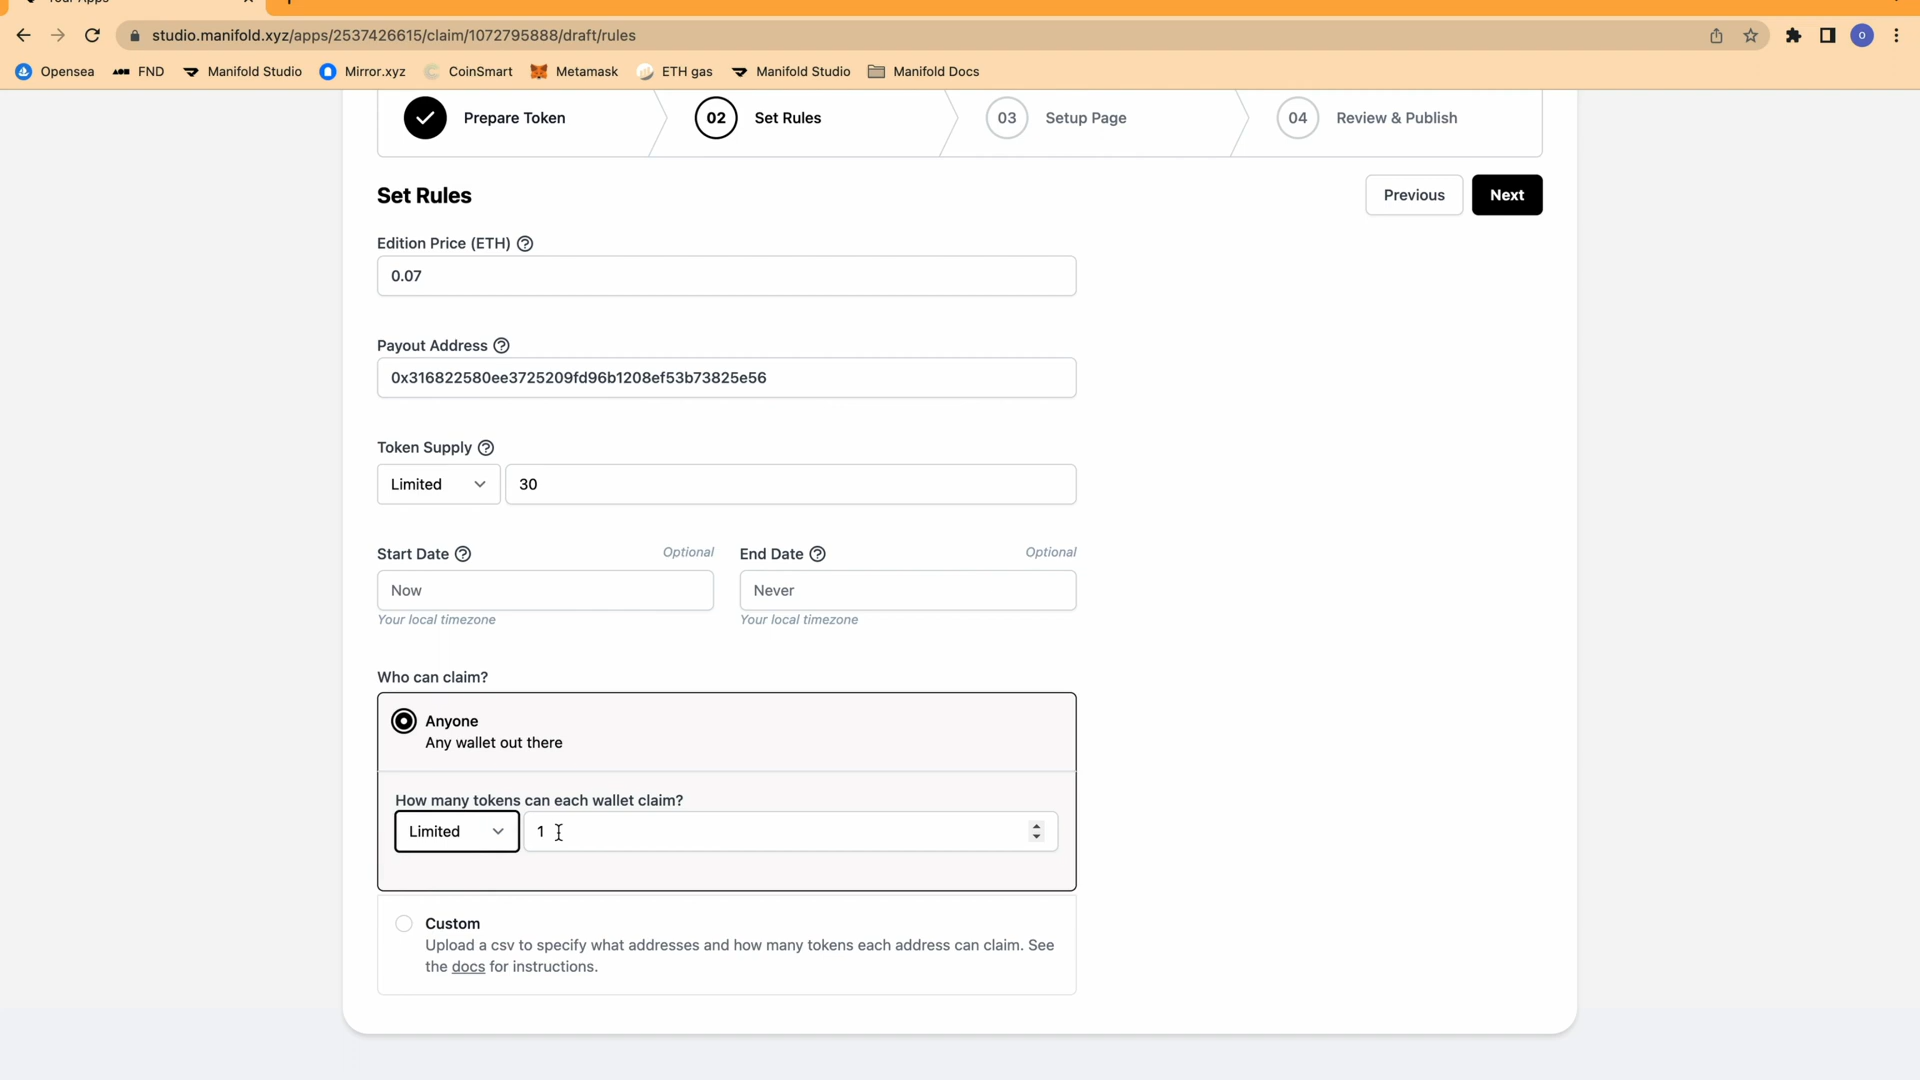 studio.manifold.xyz/apps/2537426615/claim/1072795888/draft/rules
O
Opensea
FND
Manifold Studio
Mirror.xyz
CoinSmart
Metamask
ETH gas
Manifold Studio
Manifold Docs
Prepare Token
02 Set Rules
03 Setup Page
04 Review & Publish
Set Rules
Previous
Next
Edition Price (ETH) ?
0.07
Payout Address ?
0x316822580ee3725209fd96b1208ef53b73825e56
Token Supply ?
Limited
30
Start Date ? Optional
End Date ? Optional
Now
Never
Your local timezone
Your local timezone
Who can claim?
Anyone
Any wallet out there
How many tokens can each wallet claim?
Limited
1
Custom
Upload a csv to specify what addresses and how many tokens each address can claim. See
the docs for instructions.